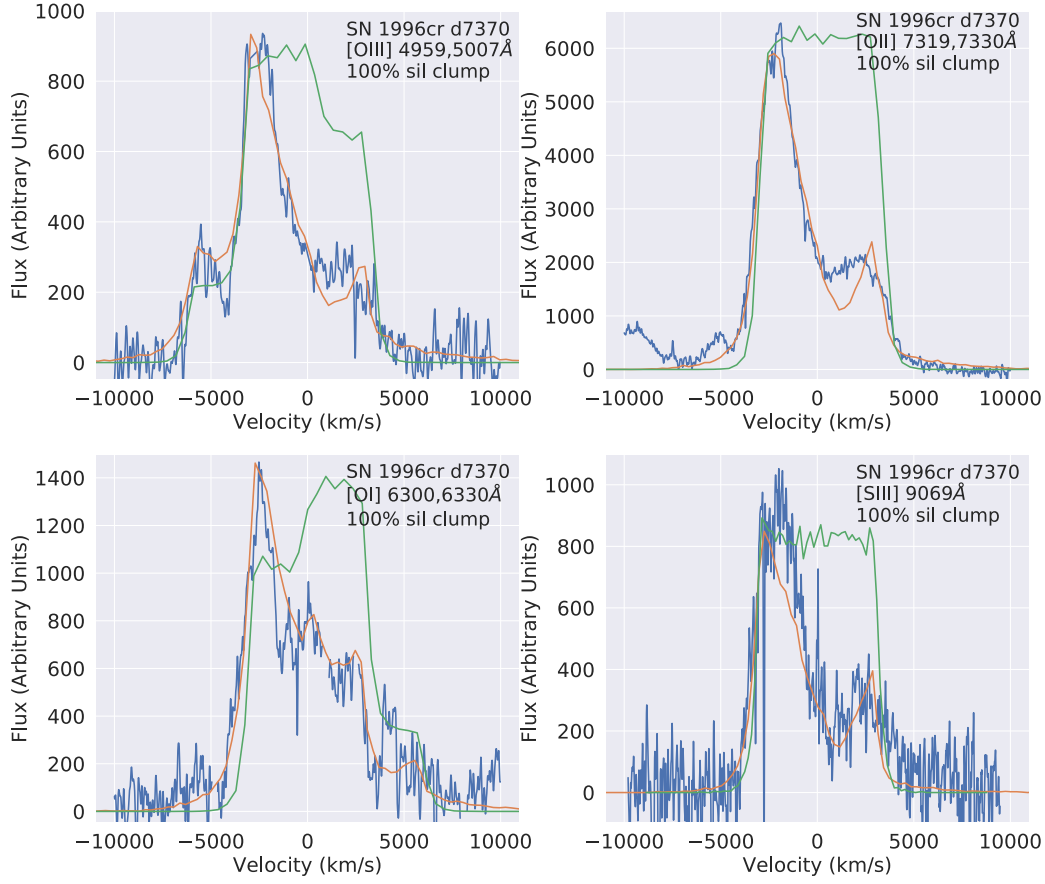 SN 1996cr d7370
[OIII] 4959,5007Å
100% sil clump
1000
800
600
400
200
0
Flux (Arbitrary Units)
−10000 −5000 0 5000 10000
Velocity (km/s)
SN 1996cr d7370
[OII] 7319,7330Å
100% sil clump
6000
5000
4000
3000
2000
1000
0
Flux (Arbitrary Units)
−10000 −5000 0 5000 10000
Velocity (km/s)
SN 1996cr d7370
[OI] 6300,6330Å
100% sil clump
1400
1200
1000
800
600
400
200
0
Flux (Arbitrary Units)
−10000 −5000 0 5000 10000
Velocity (km/s)
SN 1996cr d7370
[SIII] 9069Å
100% sil clump
1000
800
600
400
200
0
Flux (Arbitrary Units)
−10000 −5000 0 5000 10000
Velocity (km/s)